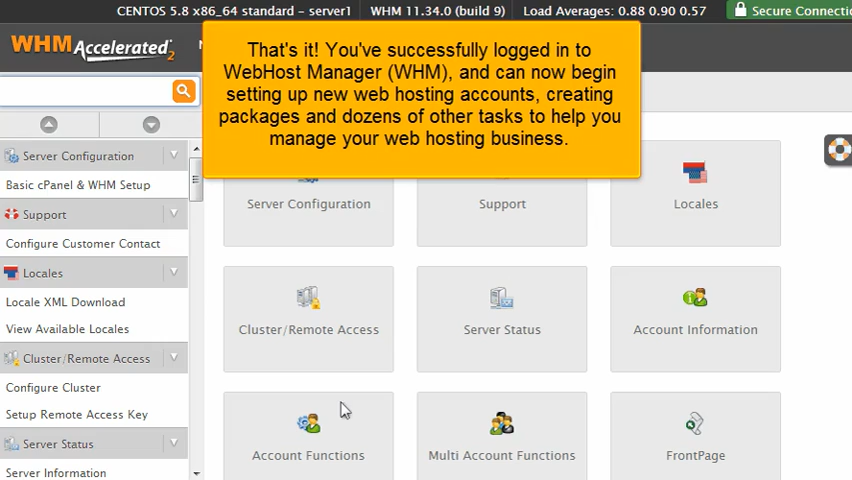 CENTOS 5.8 x86_64 standard – server1
WHM 11.34.0 (build 9)
Load Averages: 0.88 0.90 0.57
Secure Connectio
WHM Accelerated 2
That's it! You've successfully logged in to
WebHost Manager (WHM), and can now begin
setting up new web hosting accounts, creating
packages and dozens of other tasks to help you
manage your web hosting business.
Server Configuration
Basic cPanel & WHM Setup
Support
Configure Customer Contact
Locales
Locale XML Download
View Available Locales
Cluster/Remote Access
Configure Cluster
Setup Remote Access Key
Server Status
Server Information
Server Configuration
Support
Locales
Cluster/Remote Access
Server Status
Account Information
Account Functions
Multi Account Functions
FrontPage